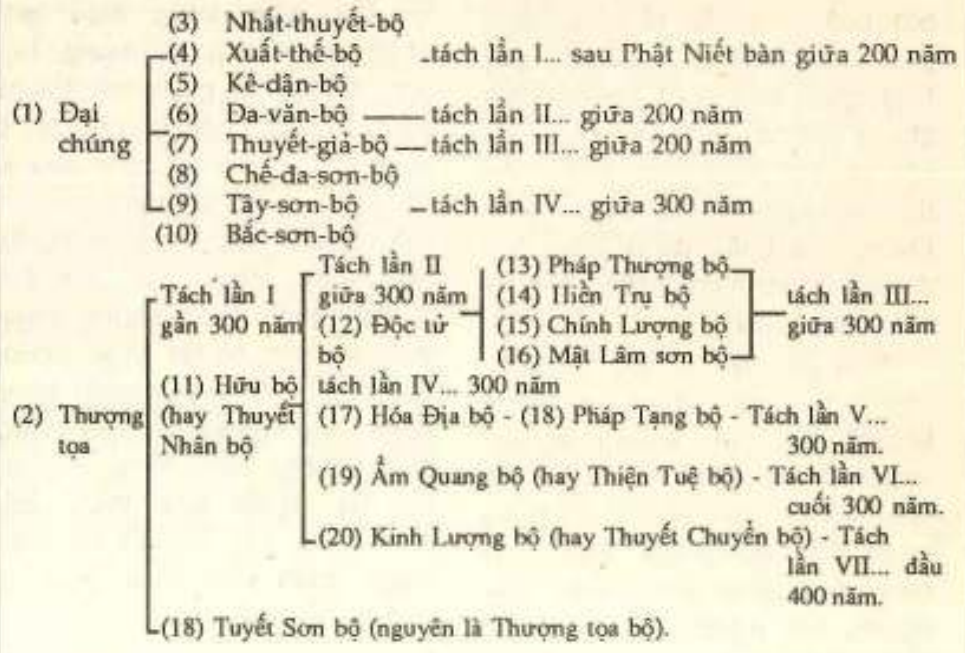 (3) Nhất-thuyết-bộ
(4) Xuất-thế-bộ tách lần I... sau Phật Niết bàn giữa 200 năm
(5) Kê-dận-bộ
(1) Đại chúng
(6) Đa-văn-bộ — tách lần II... giữa 200 năm
(7) Thuyết-giả-bộ — tách lần III... giữa 200 năm
(8) Chế-đa-sơn-bộ
(9) Tây-sơn-bộ – tách lần IV... giữa 300 năm
(10) Bắc-sơn-bộ
(2) Thượng tọa
Tách lần I
gần 300 năm
(11) Hữu bộ
(hay Thuyết
Nhân bộ
Tách lần II
giữa 300 năm
(12) Độc tử
bộ
(13) Pháp Thượng bộ
(14) Hiền Trụ bộ
(15) Chính Lượng bộ
(16) Mật Lâm sơn bộ
tách lần III...
giữa 300 năm
tách lần IV... 300 năm
(17) Hóa Địa bộ - (18) Pháp Tạng bộ - Tách lần V...
300 năm.
(19) Ẩm Quang bộ (hay Thiện Tuệ bộ) - Tách lần VI...
cuối 300 năm.
(20) Kinh Lượng bộ (hay Thuyết Chuyển bộ) - Tách
lần VII... đầu
400 năm.
(18) Tuyết Sơn bộ (nguyên là Thượng tọa bộ).